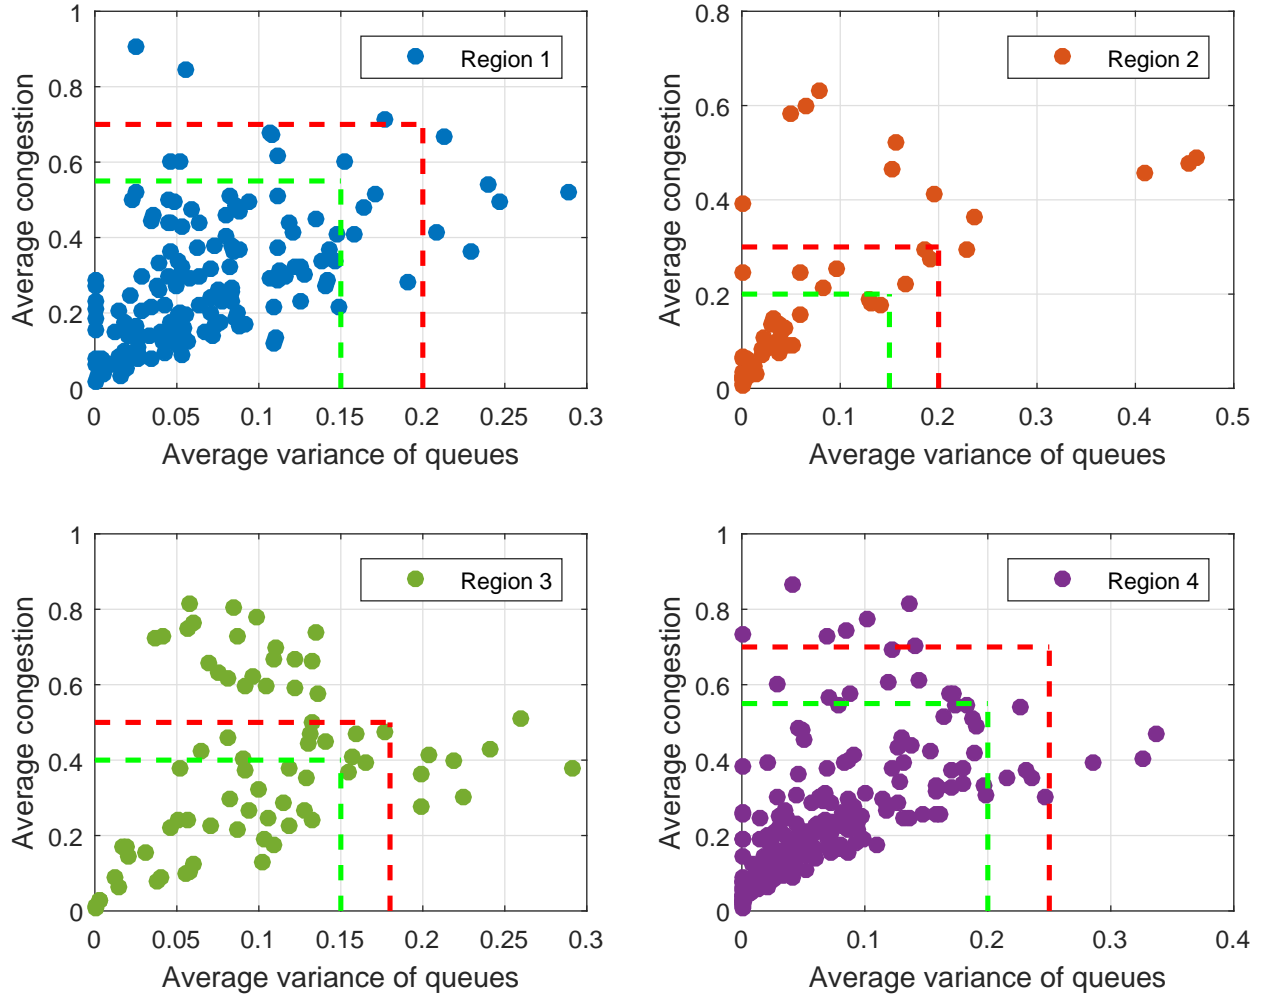 1
0.8
0.6
0.4
0.2
0
Average congestion
Region 1
0 0.05 0.1 0.15 0.2 0.25 0.3
Average variance of queues
0.8
0.6
0.4
0.2
0
Average congestion
Region 2
0 0.1 0.2 0.3 0.4 0.5
Average variance of queues
1
0.8
0.6
0.4
0.2
0
Average congestion
Region 3
0 0.05 0.1 0.15 0.2 0.25 0.3
Average variance of queues
1
0.8
0.6
0.4
0.2
0
Average congestion
Region 4
0 0.1 0.2 0.3 0.4
Average variance of queues